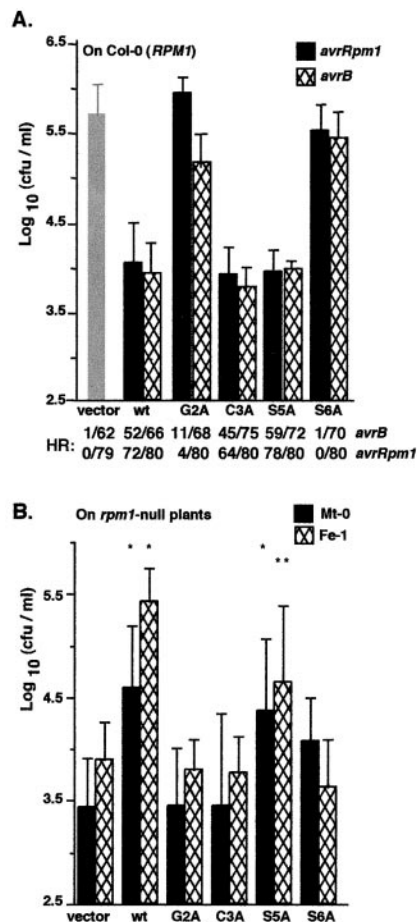 A.
On Col-0 (RPM1)
avrRpm1
avrB
Log 10 (cfu / ml)
5.5
4.5
3.5
2.5
vector wt G2A C3A S5A S6A
HR: 1/62 52/66 11/68 45/75 59/72 1/70 avrB
0/79 72/80 4/80 64/80 78/80 0/80 avrRpm1
B.
On rpm1-null plants
Mt-0
Fe-1
* * * **
Log 10 (cfu / ml)
5.5
4.5
3.5
2.5
vector wt G2A C3A S5A S6A